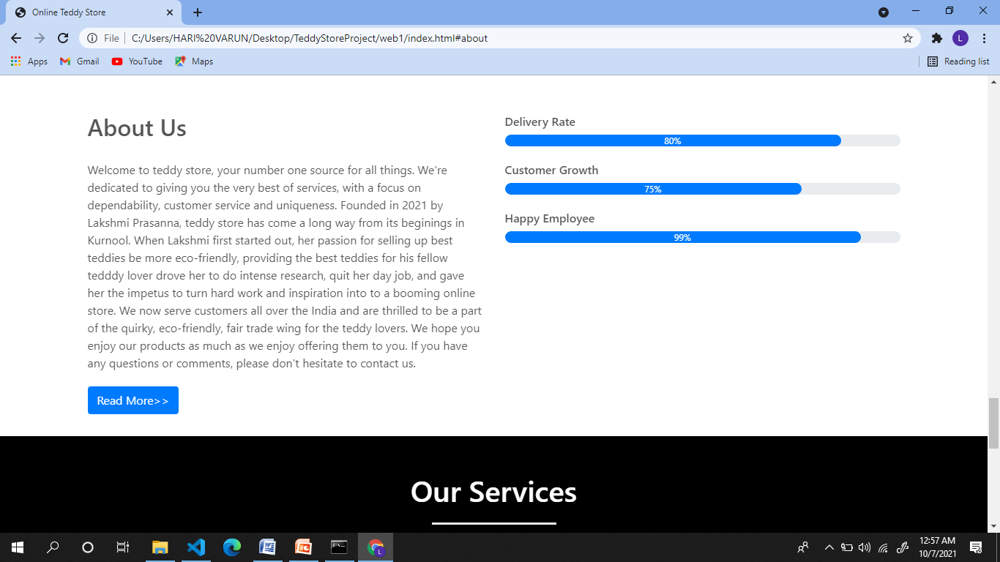 Online Teddy Store
File
C:/Users/HARI%20VARUN/Desktop/TeddyStoreProject/web1/index.html#about
L
Apps
Gmail
YouTube
Maps
Reading list
About Us
Welcome to teddy store, your number one source for all things. We're
dedicated to giving you the very best of services, with a focus on
dependability, customer service and uniqueness. Founded in 2021 by
Lakshmi Prasanna, teddy store has come a long way from its beginings in
Kurnool. When Lakshmi first started out, her passion for selling up best
teddies be more eco-friendly, providing the best teddies for his fellow
tedddy lover drove her to do intense research, quit her day job, and gave
her the impetus to turn hard work and inspiration into to a booming online
store. We now serve customers all over the India and are thrilled to be a part
of the quirky, eco-friendly, fair trade wing for the teddy lovers. We hope you
enjoy our products as much as we enjoy offering them to you. If you have
any questions or comments, please don't hesitate to contact us.
Read More>>
Delivery Rate
80%
Customer Growth
75%
Happy Employee
99%
Our Services
12:57 AM
10/7/2021